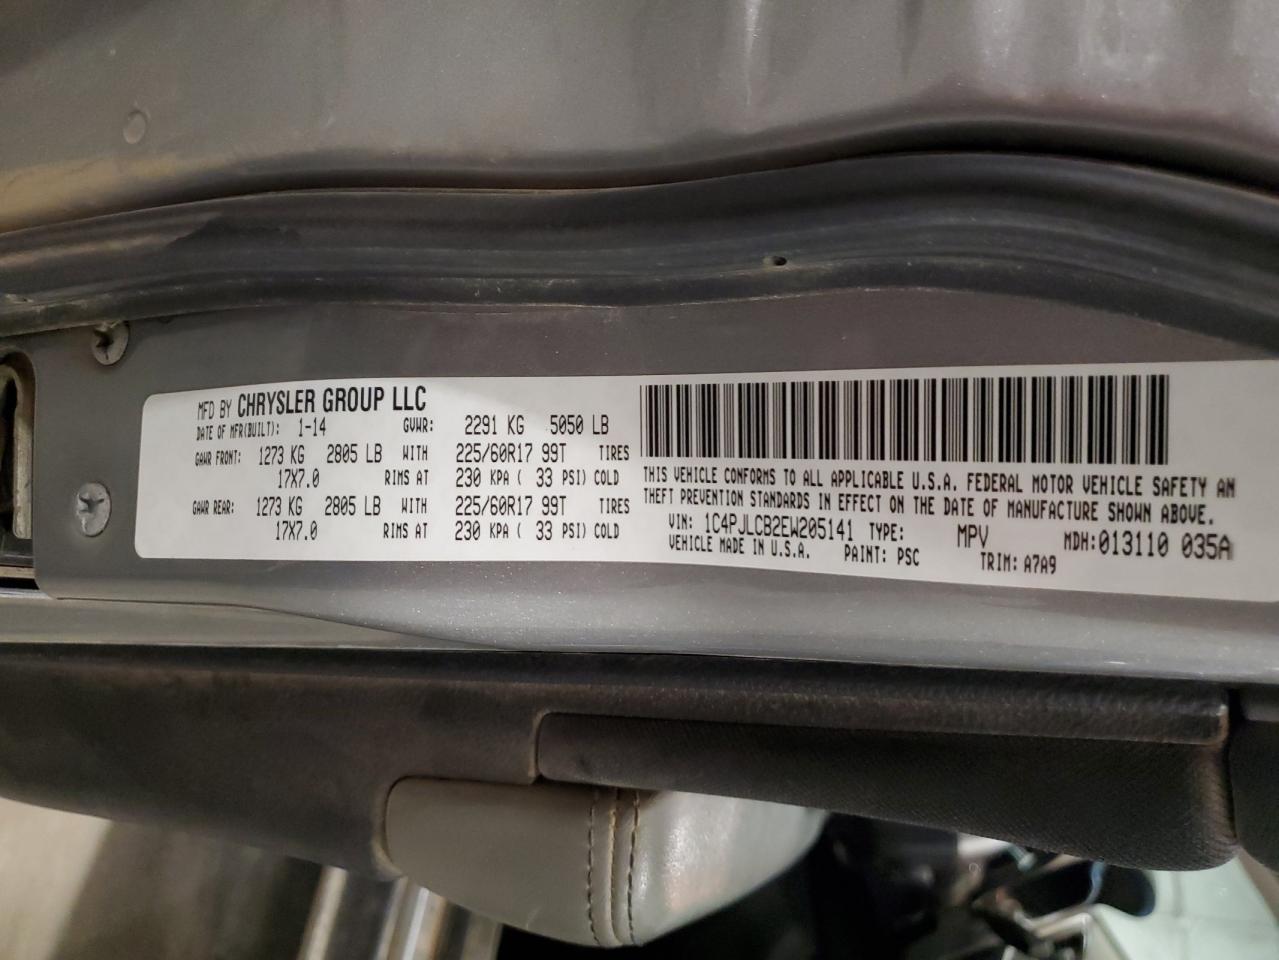 MFD BY CHRYSLER GROUP LLC
DATE OF MFR(BUILT): 1-14 GVWR: 2291 KG 5050 LB
GAWR FRONT: 1273 KG 2805 LB WITH 225/60R17 99T TIRES
17X7.0 RIMS AT 230 KPA ( 33 PSI) COLD
GAWR REAR: 1273 KG 2805 LB WITH 225/60R17 99T TIRES
17X7.0 RIMS AT 230 KPA ( 33 PSI) COLD
THIS VEHICLE CONFORMS TO ALL APPLICABLE U.S.A. FEDERAL MOTOR VEHICLE SAFETY AN
THEFT PREVENTION STANDARDS IN EFFECT ON THE DATE OF MANUFACTURE SHOWN ABOVE.
VIN: 1C4PJLCB2EW205141 TYPE: MPV MDH:013110 035A
VEHICLE MADE IN U.S.A. PAINT: PSC TRIM: A7A9